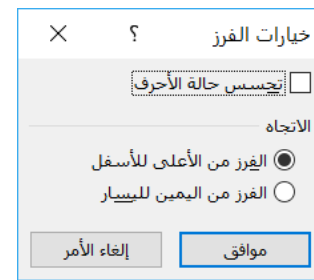 خيارات الفرز ؟
تحسس حالة الأحرف
الاتجاه
الفرز من الأعلى للأسفل
الفرز من اليمين لليسار
موافق
إلغاء الأمر